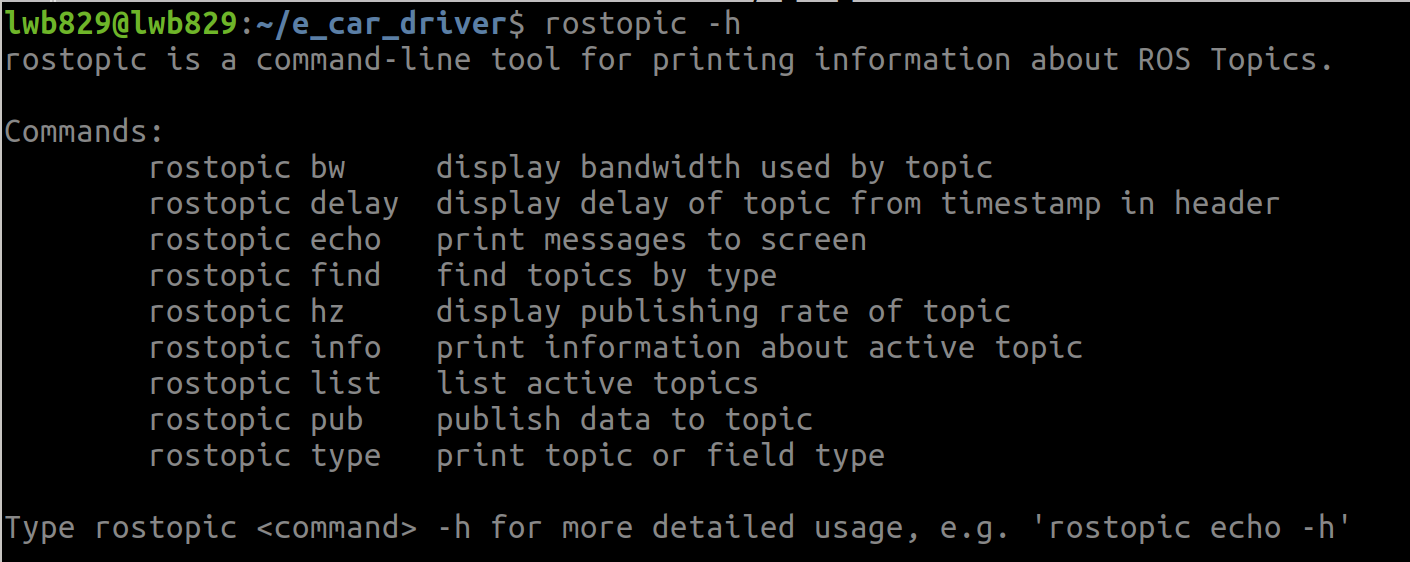 lwb829@lwb829:~/e_car_driver$ rostopic -h
rostopic is a command-line tool for printing information about ROS Topics.
Commands:
rostopic bw display bandwidth used by topic
rostopic delay display delay of topic from timestamp in header
rostopic echo print messages to screen
rostopic find find topics by type
rostopic hz display publishing rate of topic
rostopic info print information about active topic
rostopic list list active topics
rostopic pub publish data to topic
rostopic type print topic or field type
Type rostopic <command> -h for more detailed usage, e.g. 'rostopic echo -h'